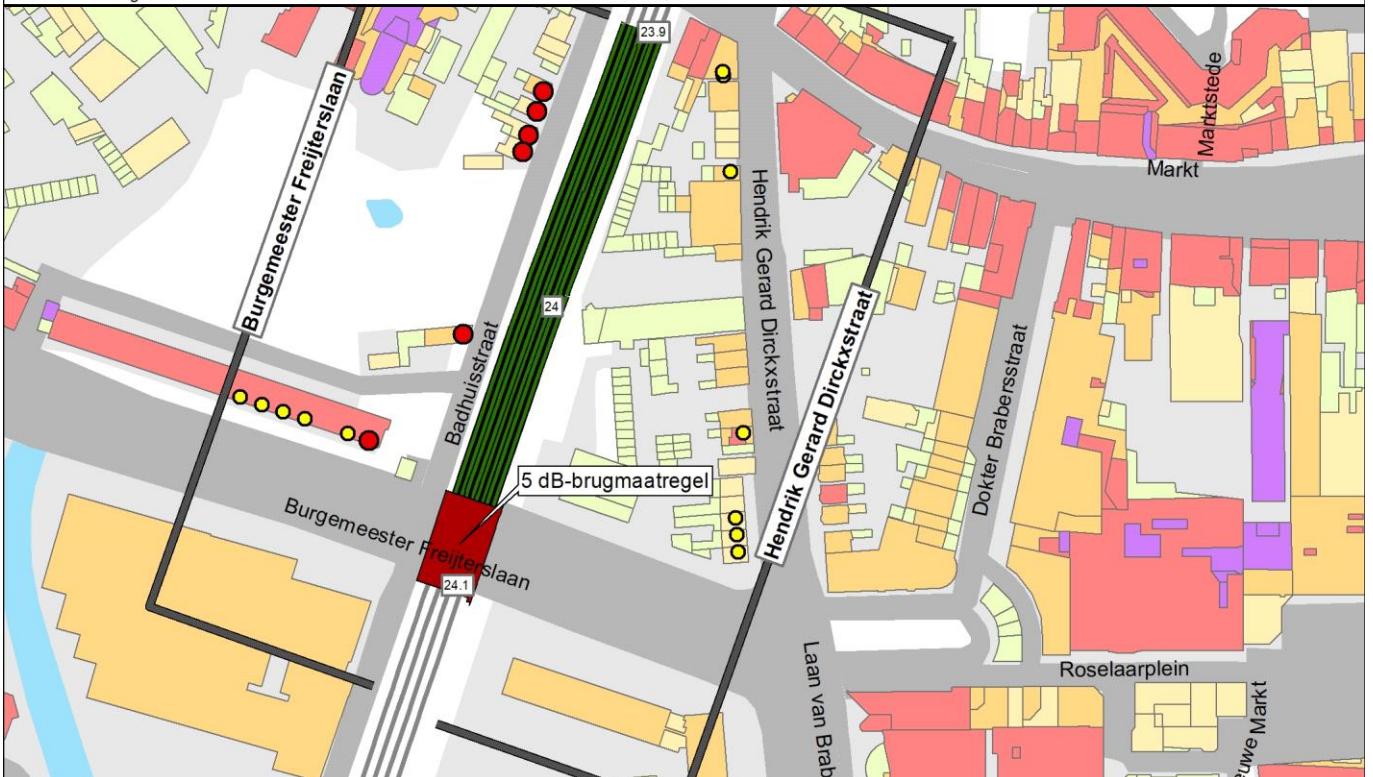 23.9
Burgemeester Freijterslaan
Marktstede
Markt
Hendrik Gerard Dirckxstraat
24
Hendrik Gerard Dirckxstraat
Badhuisstraat
Dokter Brabersstraat
5 dB-brugmaatregel
Burgemeester Freijterslaan
24.1
Laan van Brab
Roselaarplein
euwe Markt